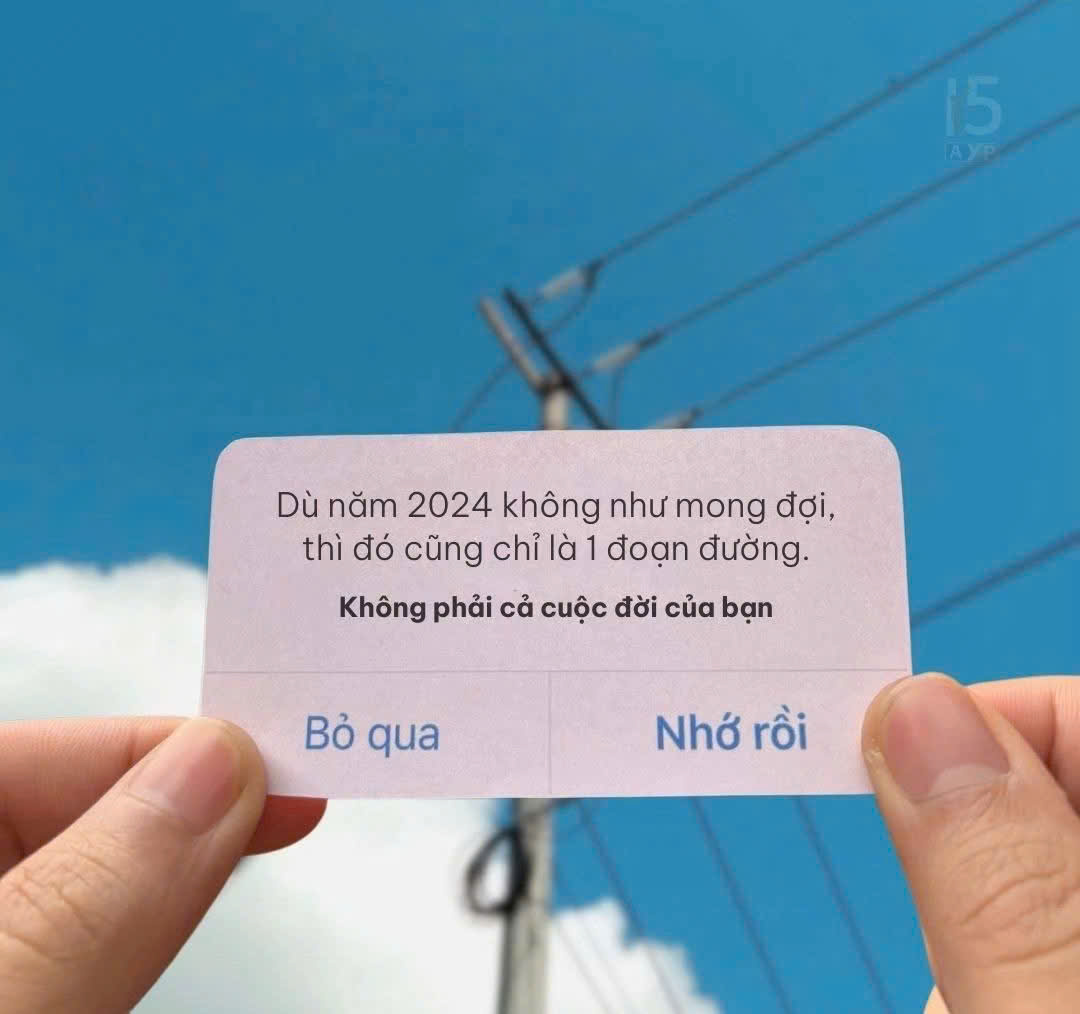 15
AYP
Dù năm 2024 không như mong đợi,
thì đó cũng chỉ là 1 đoạn đường.
Không phải cả cuộc đời của bạn
Bỏ qua
Nhớ rồi